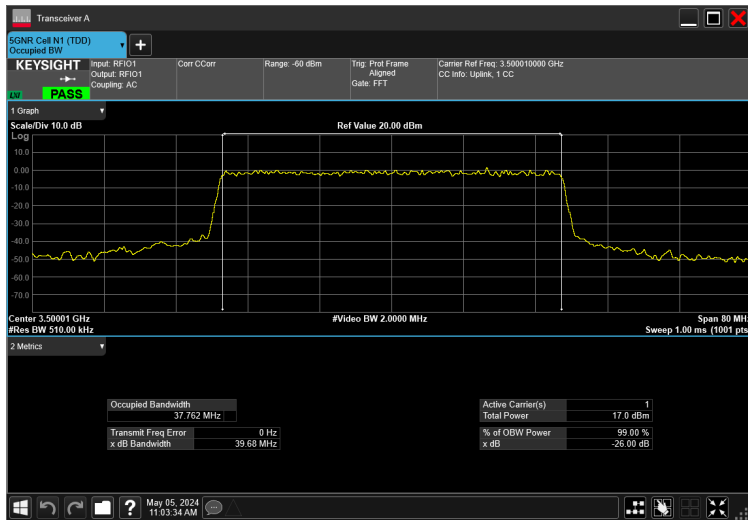 Transceiver A
5GNR Cell N1 (TDD)
Occupied BW
KEYSIGHT
LXI PASS
Input: RFIO1
Output: RFIO1
Coupling: AC
Corr CCorr
Range: -60 dBm
Trig: Prot Frame
Aligned
Gate: FFT
Carrier Ref Freq: 3.500010000 GHz
CC Info: Uplink, 1 CC
1 Graph
Scale/Div 10.0 dB
Ref Value 20.00 dBm
Log
10.0
0.00
-10.0
-20.0
-30.0
-40.0
-50.0
-60.0
-70.0
Center 3.50001 GHz
#Video BW 2.0000 MHz
Span 80 MHz
#Res BW 510.00 kHz
Sweep 1.00 ms (1001 pts
2 Metrics
Occupied Bandwidth
37.762 MHz
Transmit Freq Error 0 Hz
x dB Bandwidth 39.68 MHz
Active Carrier(s) 1
Total Power 17.0 dBm
% of OBW Power 99.00 %
x dB -26.00 dB
?
May 05, 2024
11:03:34 AM